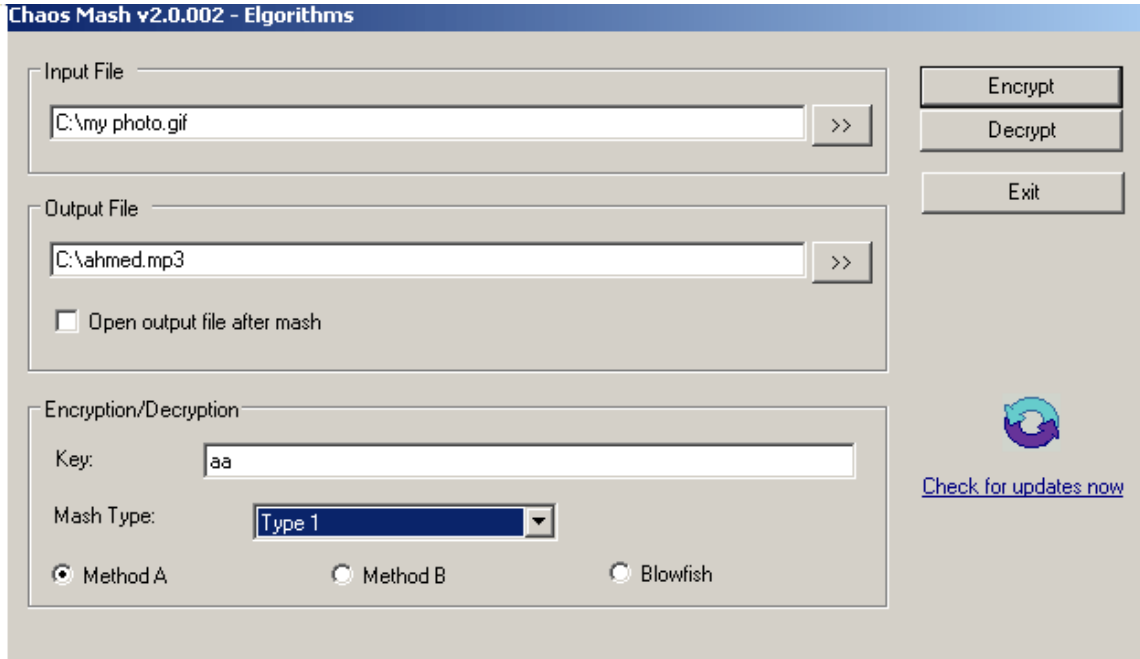 Chaos Mash v2.0.002 - Elgorithms
Input File
C:\my photo.gif
>>
Encrypt
Decrypt
Exit
Output File
C:\ahmed.mp3
>>
Open output file after mash
Encryption/Decryption
Key:
aa
Mash Type:
Type 1
Method A
Method B
Blowfish
Check for updates now